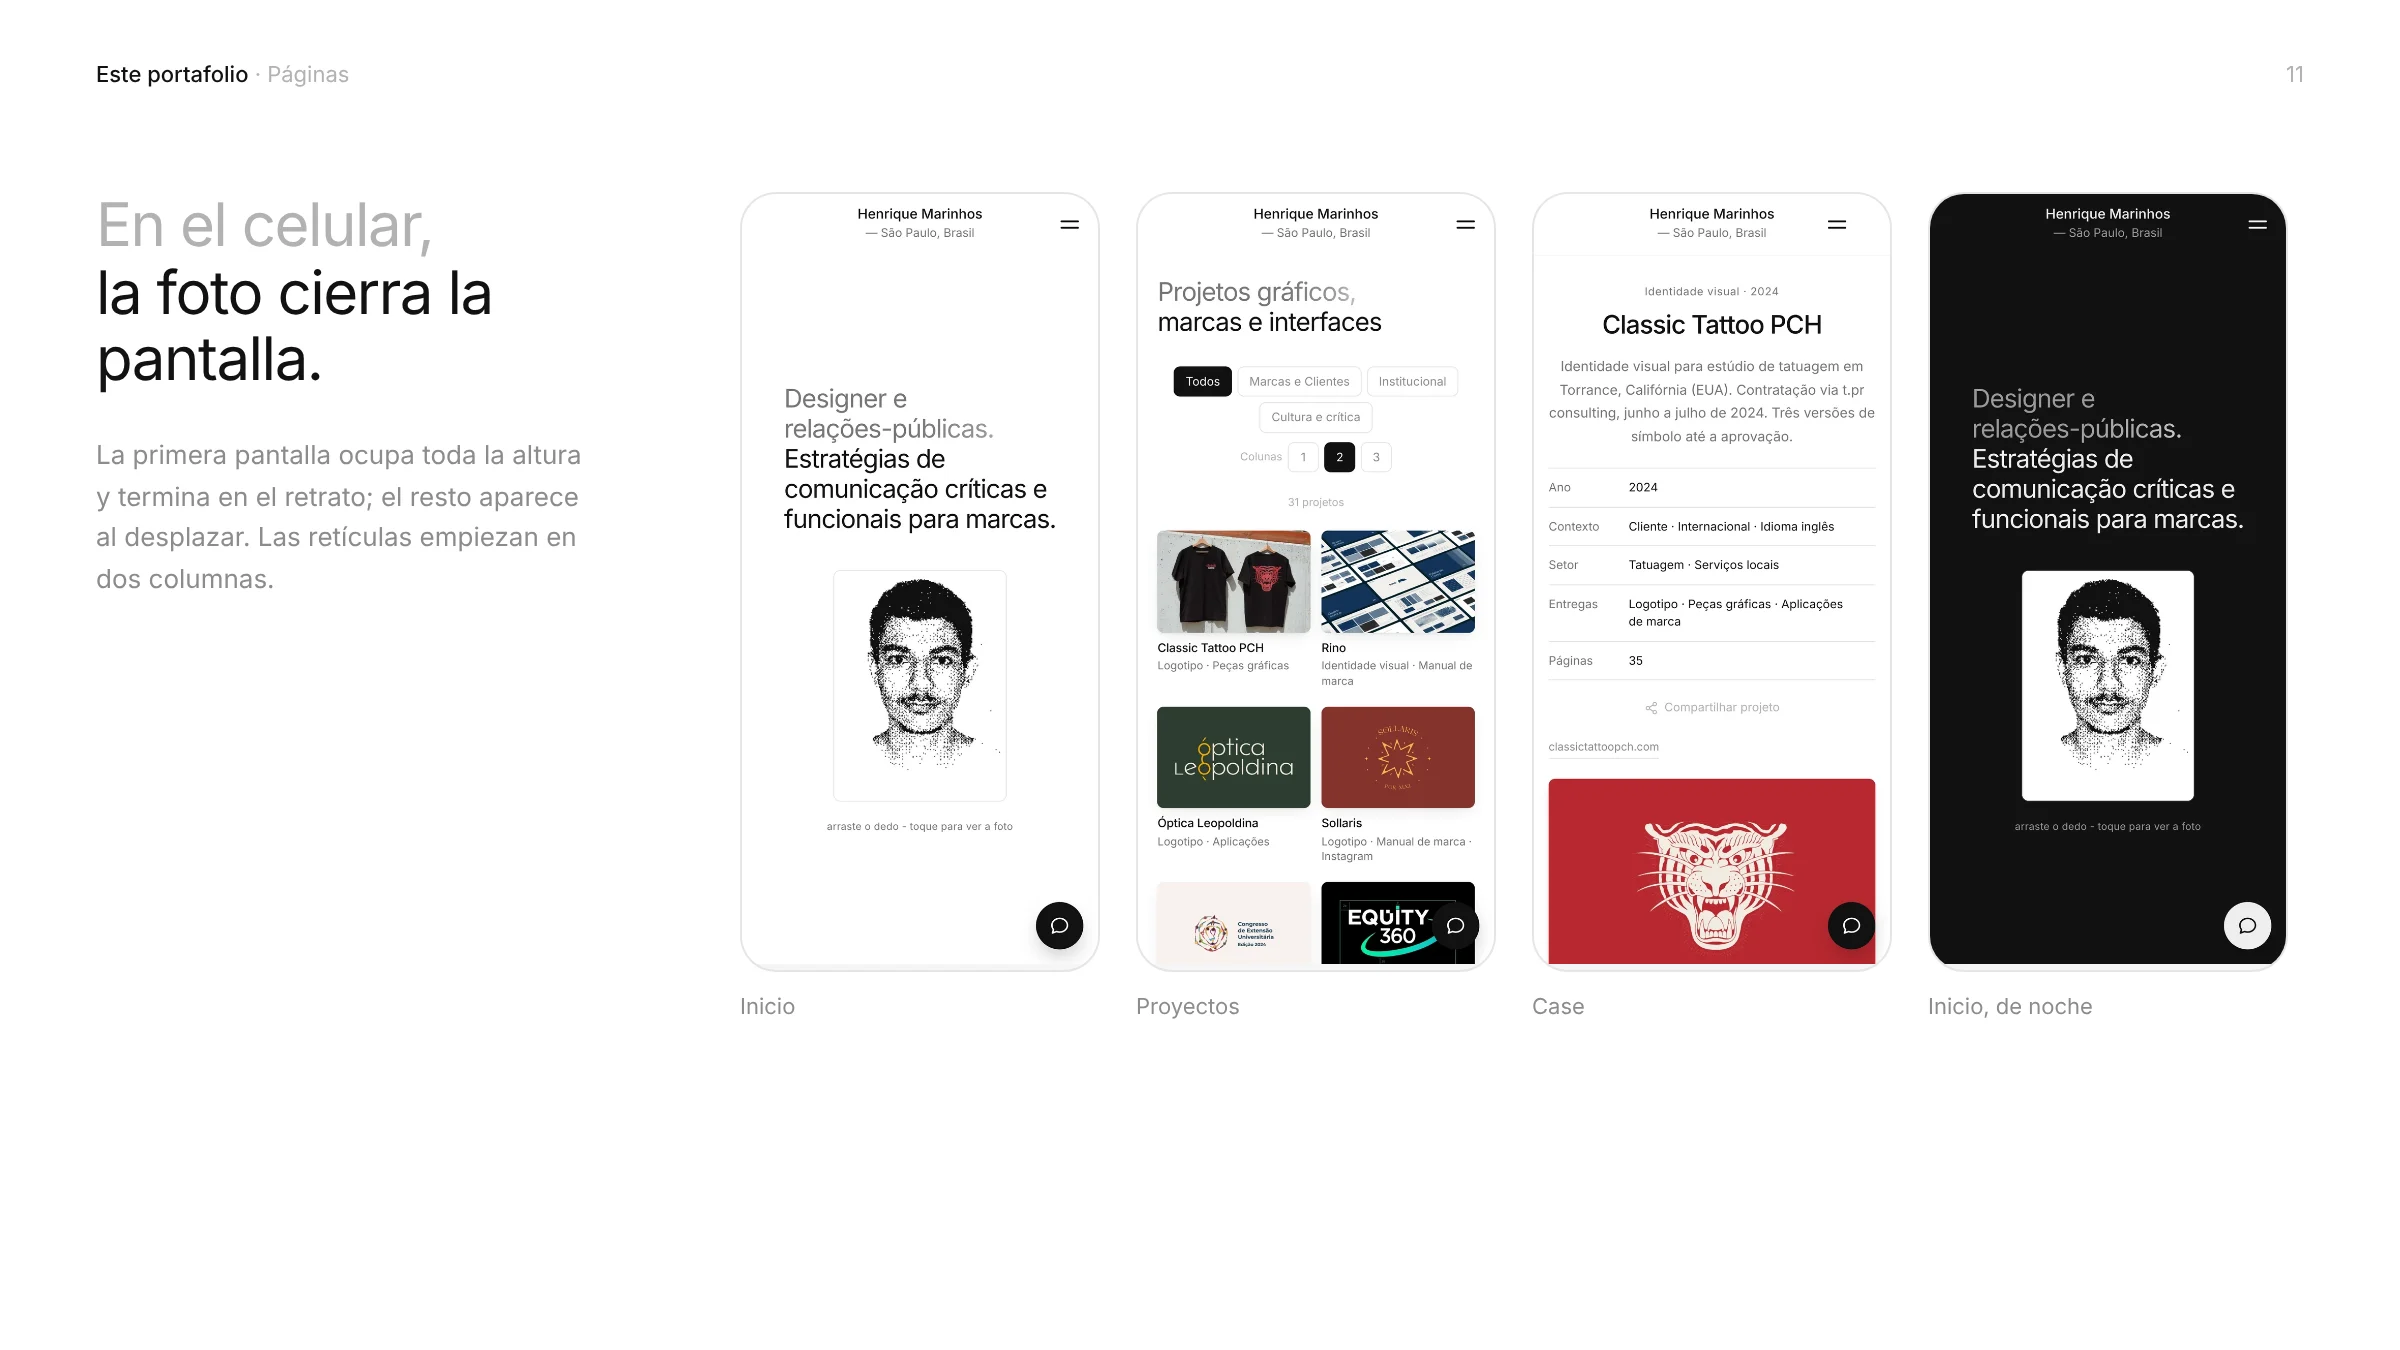 Este portafolio · Páginas
11
En el celular,
la foto cierra la
pantalla.
La primera pantalla ocupa toda la altura
y termina en el retrato; el resto aparece
al desplazar. Las retículas empiezan en
dos columnas.
Henrique Marinhos
— São Paulo, Brasil
Designer e
relações-públicas.
Estratégias de
comunicação críticas e
funcionais para marcas.
arraste o dedo - toque para ver a foto
Inicio
Henrique Marinhos
— São Paulo, Brasil
Projetos gráficos,
marcas e interfaces
Todos
Marcas e Clientes
Institucional
Cultura e crítica
Colunas 1 2 3
31 projetos
Classic Tattoo PCH
Logotipo · Peças gráficas
Rino
Identidade visual · Manual de
marca
óptica
Leopoldina
SOLLARIS
Óptica Leopoldina
Logotipo · Aplicações
Sollaris
Logotipo · Manual de marca ·
Instagram
Congresso
de Extensão
Universitária
Edição 2024
EQUITY
360
Proyectos
Henrique Marinhos
— São Paulo, Brasil
Identidade visual · 2024
Classic Tattoo PCH
Identidade visual para estúdio de tatuagem em
Torrance, Califórnia (EUA). Contratação via t.pr
consulting, junho a julho de 2024. Três versões de
símbolo até a aprovação.
Ano 2024
Contexto Cliente · Internacional · Idioma inglês
Setor Tatuagem · Serviços locais
Entregas Logotipo · Peças gráficas · Aplicações
de marca
Páginas 35
Compartilhar projeto
classictattoopch.com
Case
Henrique Marinhos
— São Paulo, Brasil
Designer e
relações-públicas.
Estratégias de
comunicação críticas e
funcionais para marcas.
arraste o dedo - toque para ver a foto
Inicio, de noche